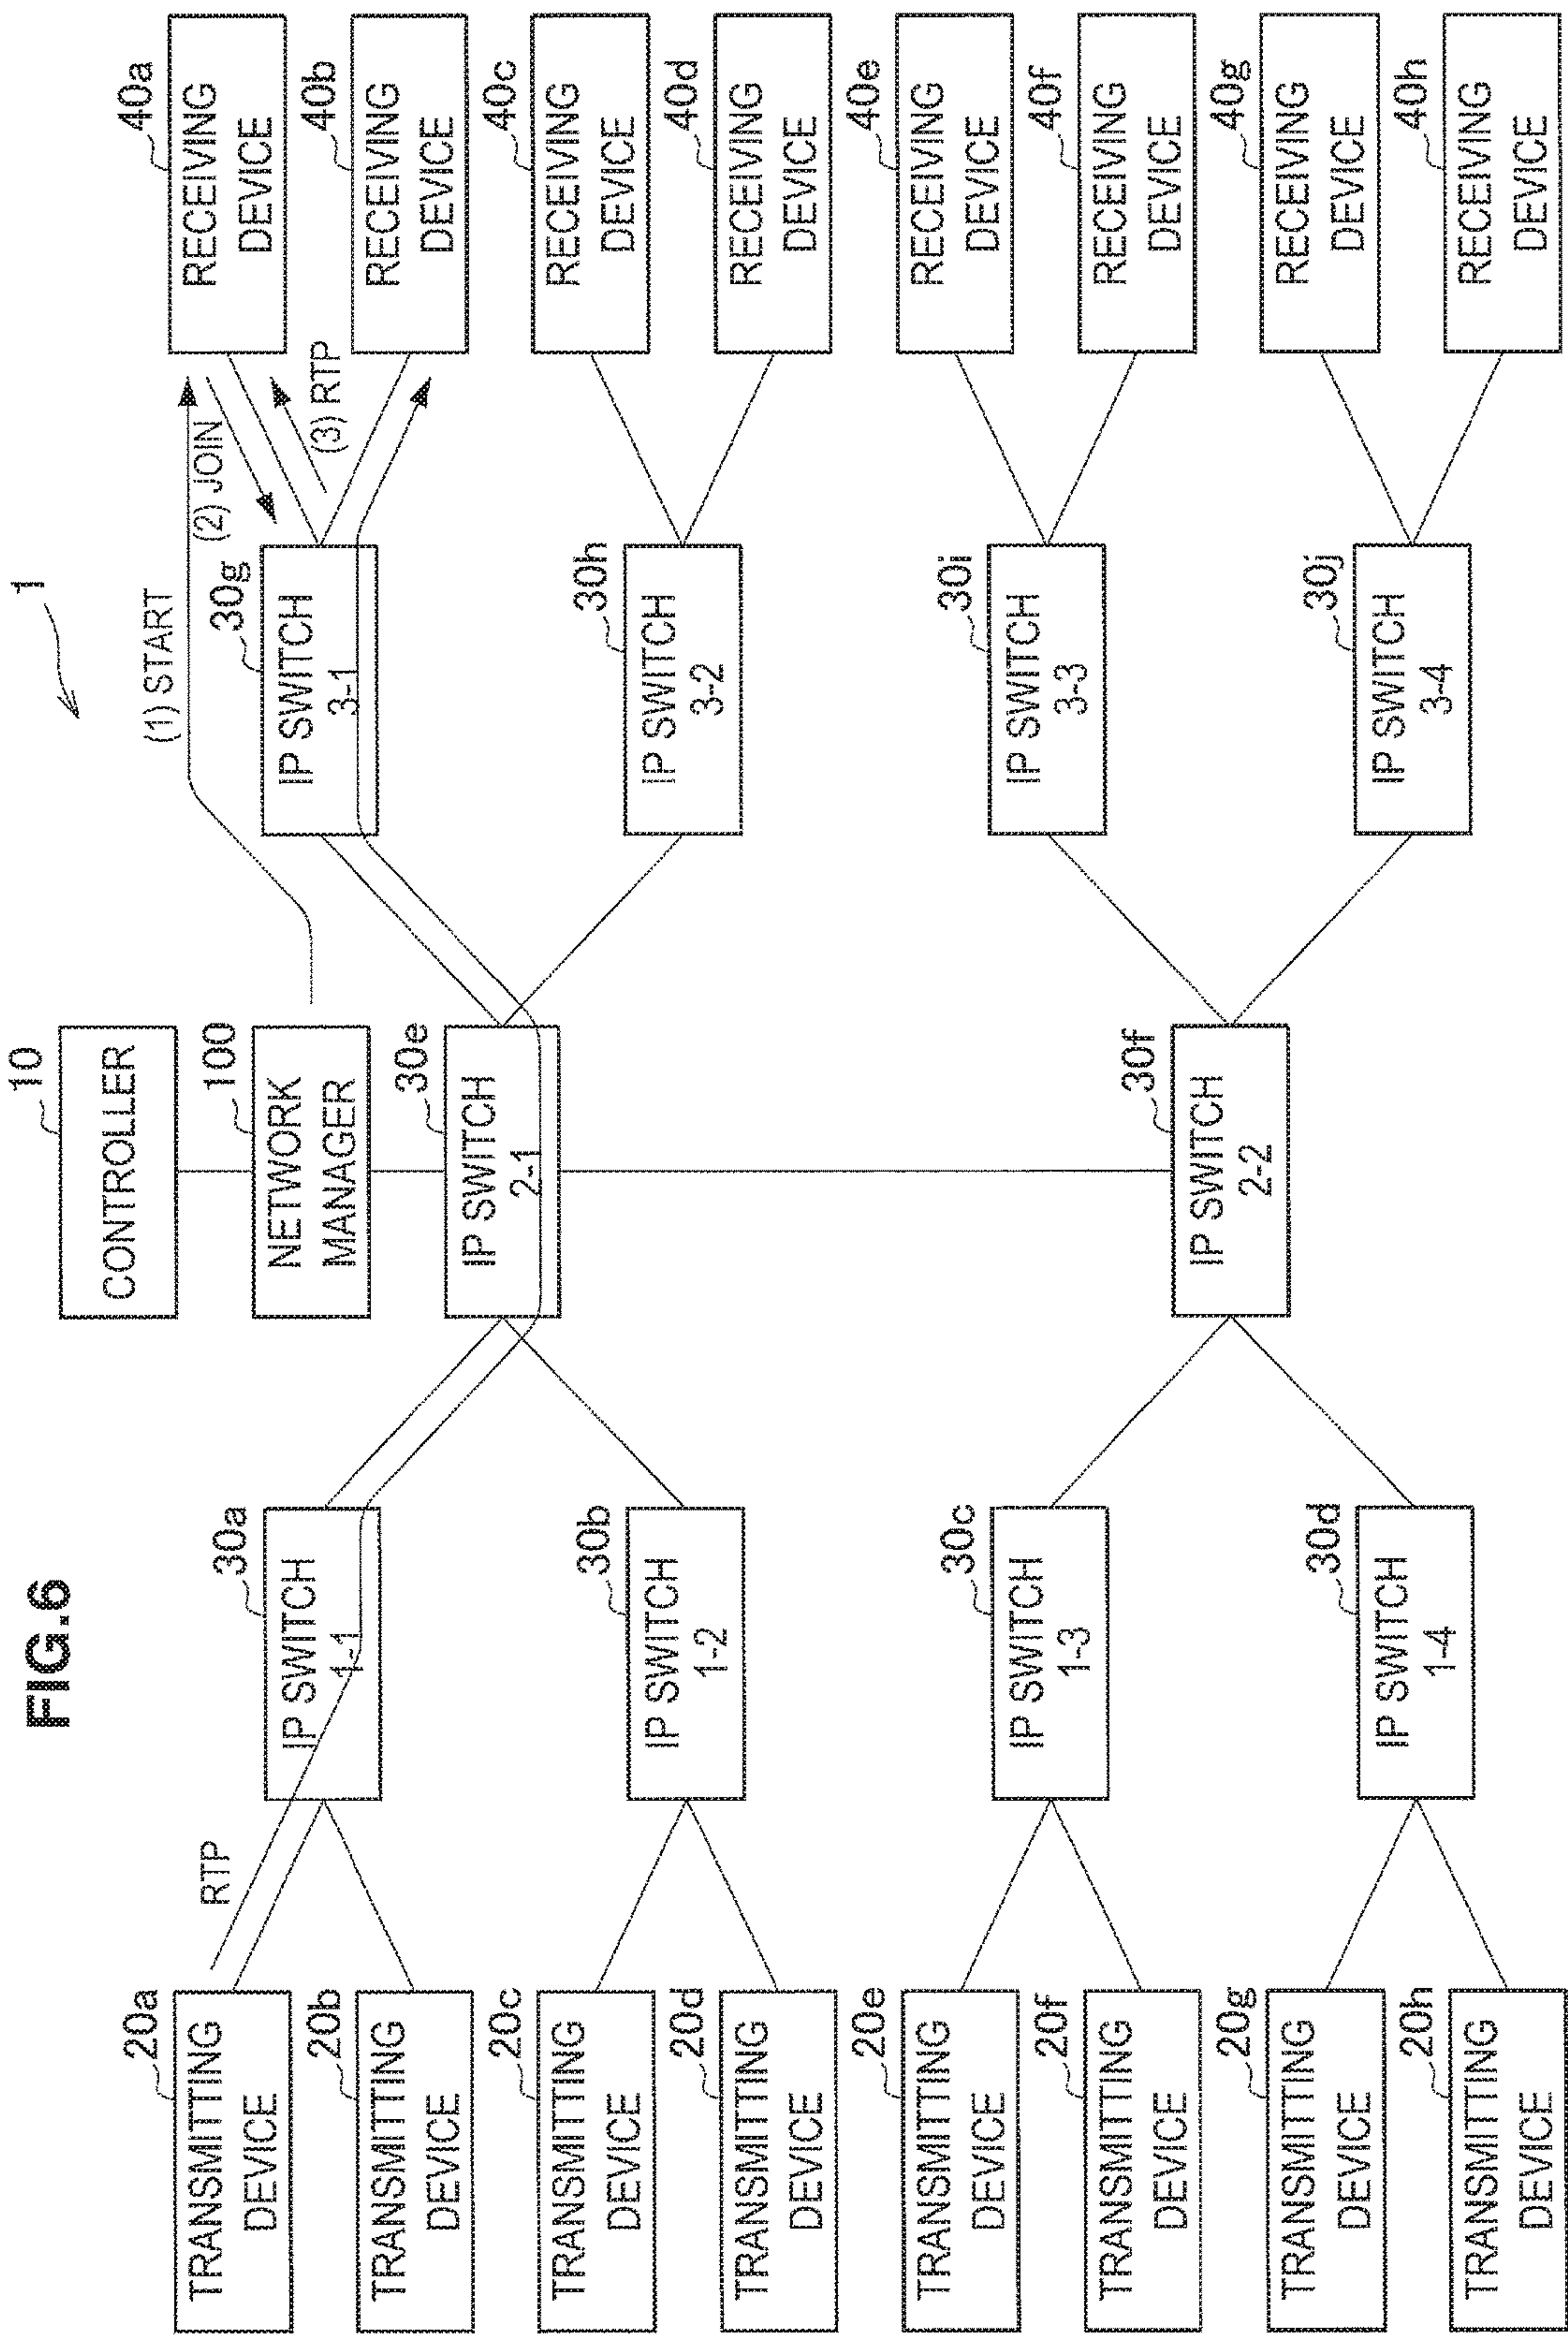 FIG.6
1
10
CONTROLLER
100
NETWORK
MANAGER
(1) START
(2) JOIN
(3) RTP
RTP
20a
TRANSMITTING
DEVICE
20b
TRANSMITTING
DEVICE
20c
TRANSMITTING
DEVICE
20d
TRANSMITTING
DEVICE
20e
TRANSMITTING
DEVICE
20f
TRANSMITTING
DEVICE
20g
TRANSMITTING
DEVICE
20h
TRANSMITTING
DEVICE
30a
IP SWITCH
1-1
30b
IP SWITCH
1-2
30c
IP SWITCH
1-3
30d
IP SWITCH
1-4
30e
IP SWITCH
2-1
30f
IP SWITCH
2-2
30g
IP SWITCH
3-1
30h
IP SWITCH
3-2
30i
IP SWITCH
3-3
30j
IP SWITCH
3-4
40a
RECEIVING
DEVICE
40b
RECEIVING
DEVICE
40c
RECEIVING
DEVICE
40d
RECEIVING
DEVICE
40e
RECEIVING
DEVICE
40f
RECEIVING
DEVICE
40g
RECEIVING
DEVICE
40h
RECEIVING
DEVICE